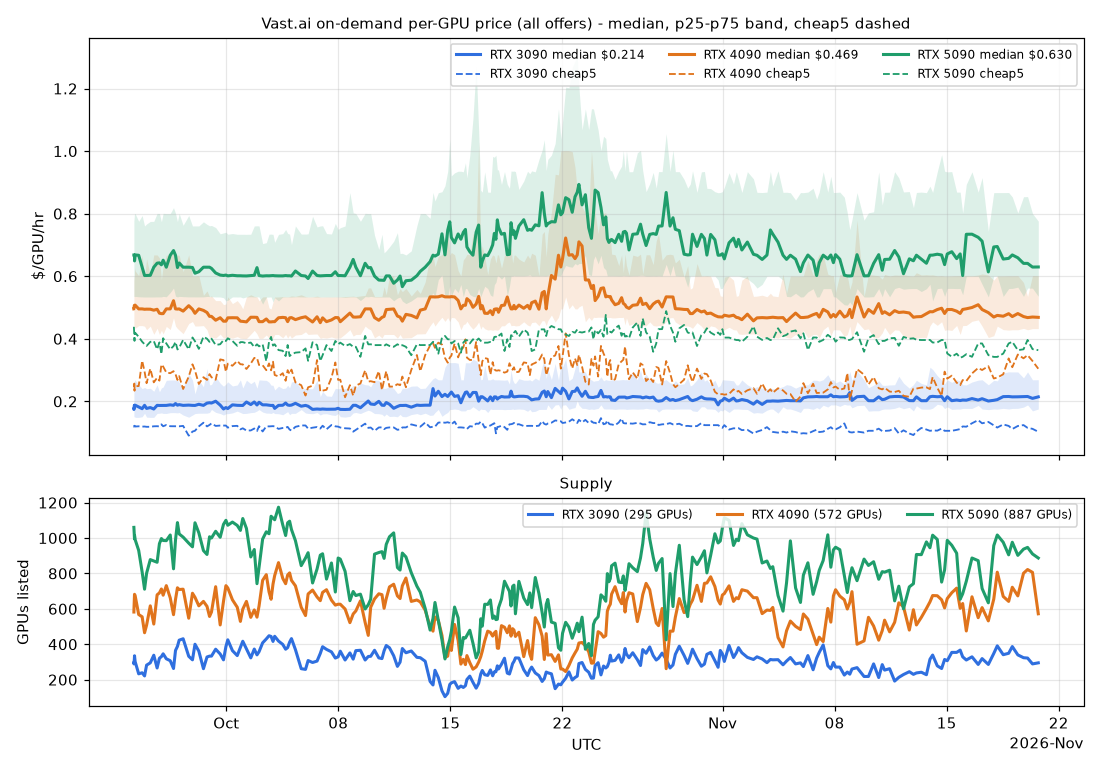 Vast.ai on-demand per-GPU price (all offers) - median, p25-p75 band, cheap5 dashed
RTX 3090 median $0.214 RTX 4090 median $0.469 RTX 5090 median $0.630
RTX 3090 cheap5 RTX 4090 cheap5 RTX 5090 cheap5
1.2
1.0
0.8
0.6
0.4
0.2
$/GPU/hr
Supply
RTX 3090 (295 GPUs) RTX 4090 (572 GPUs) RTX 5090 (887 GPUs)
1200
1000
800
600
400
200
GPUs listed
Oct 08 15 22 Nov 08 15 22
UTC
2026-Nov